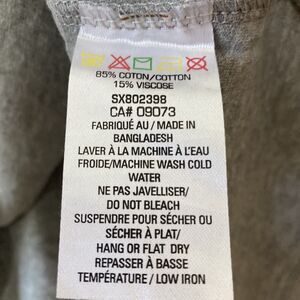 85% COTON/COTTON
15% VISCOSE
SX802398
CA# 09073
FABRIQUÉ AU / MADE IN
BANGLADESH
LAVER À LA MACHINE À L'EAU
FROIDE/MACHINE WASH COLD
WATER
NE PAS JAVELLISER/
DO NOT BLEACH
SUSPENDRE POUR SÉCHER OU
SÉCHER À PLAT/
HANG OR FLAT DRY
REPASSER À BASSE
TEMPÉRATURE / LOW IRON